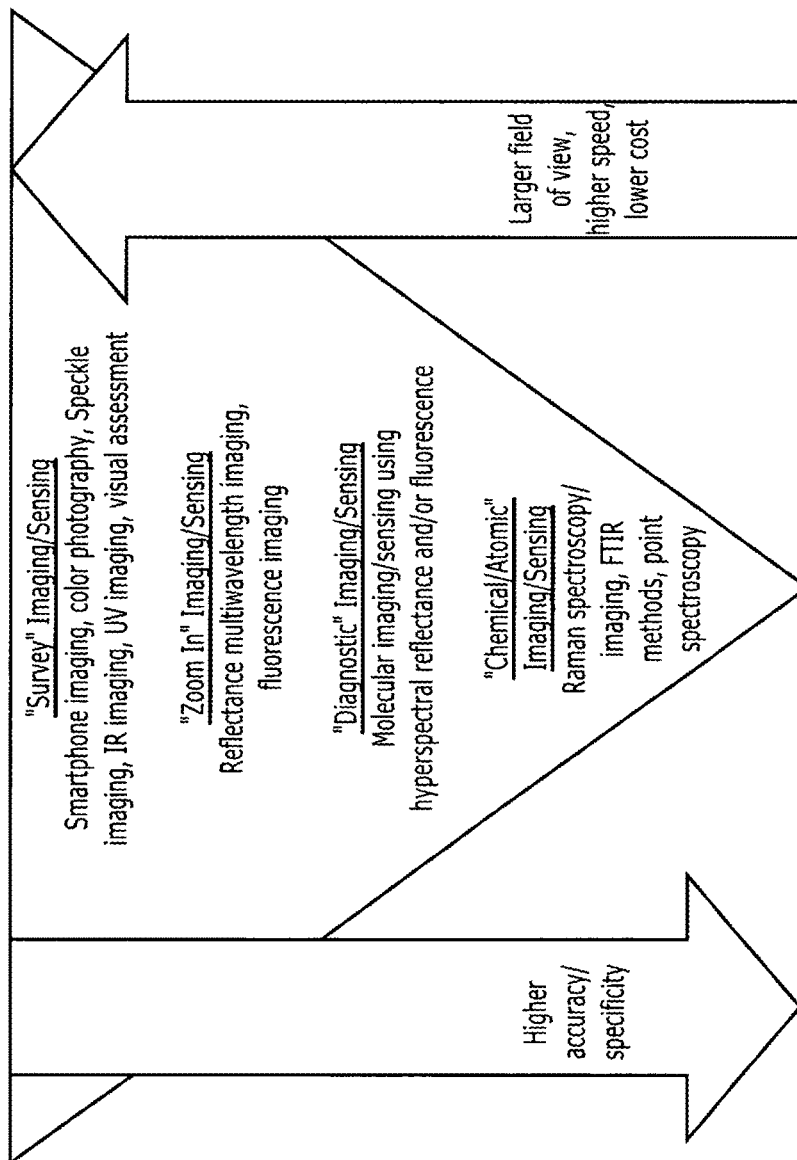 "Survey" Imaging/Sensing
Smartphone imaging, color photography, Speckle
imaging, IR imaging, UV imaging, visual assessment
"Zoom In" Imaging/Sensing
Reflectance multiwavelength imaging,
fluorescence imaging
"Diagnostic" Imaging/Sensing
Molecular imaging/sensing using
hyperspectral reflectance and/or fluorescence
"Chemical/Atomic"
Imaging/Sensing
Raman spectroscopy/
imaging, FTIR
methods, point
spectroscopy
Higher
accuracy/
specificity
Larger field
of view,
higher speed,
lower cost